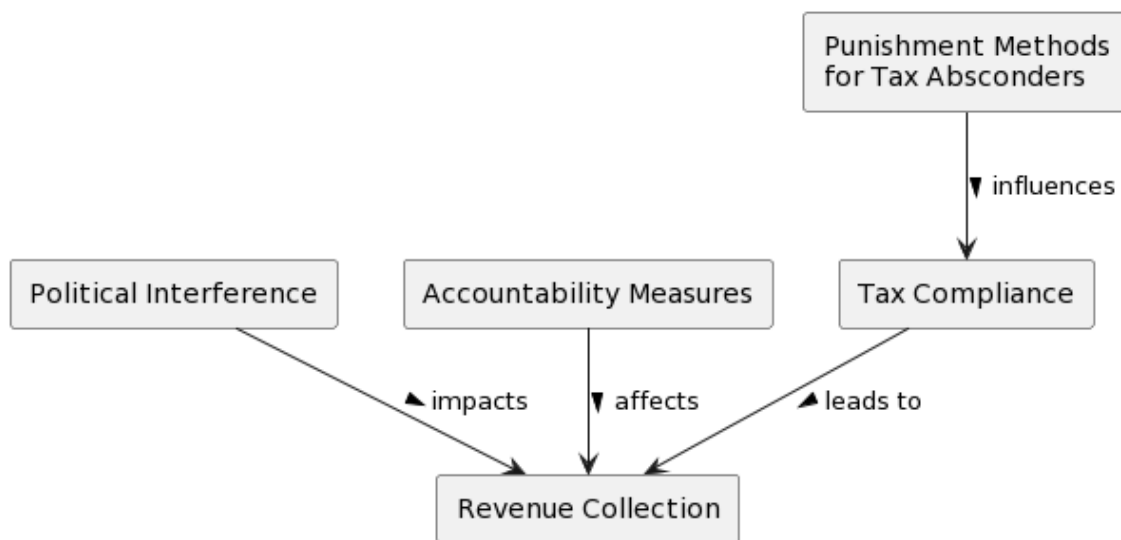 Punishment Methods
for Tax Absconders
influences
Political Interference
Accountability Measures
Tax Compliance
impacts
affects
leads to
Revenue Collection